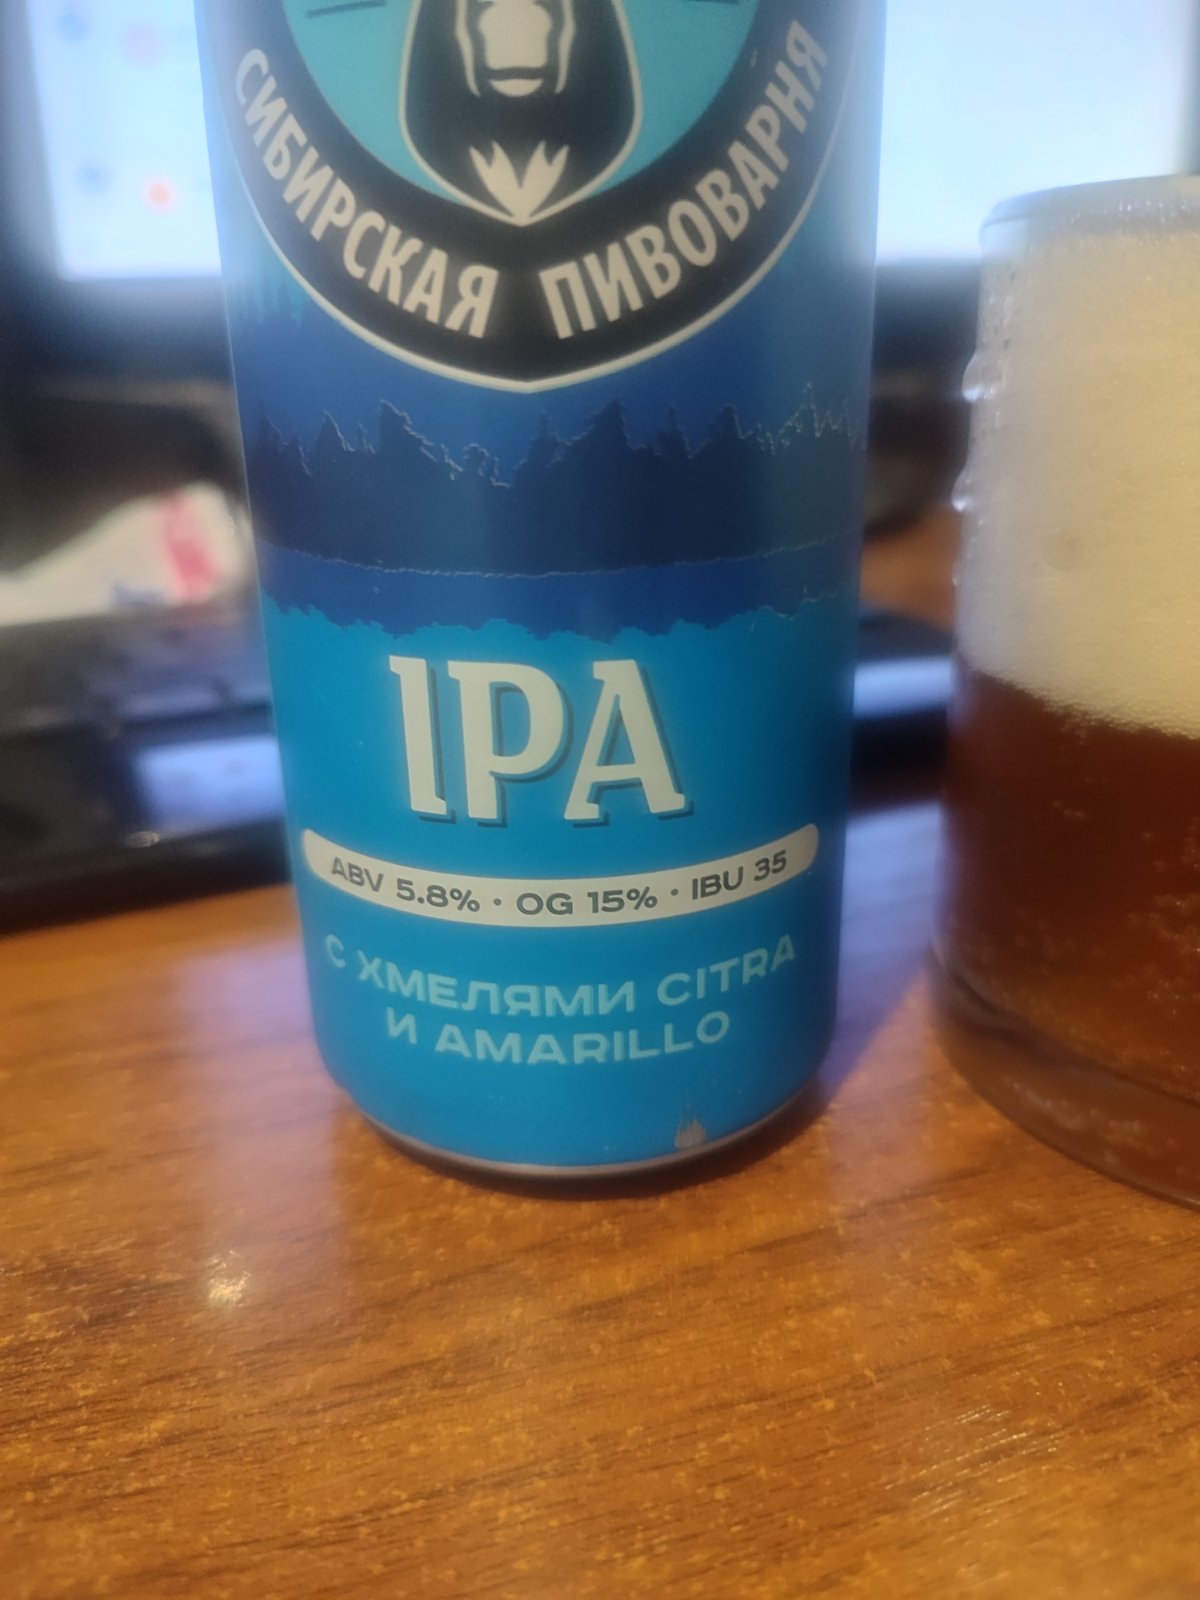 СИБИРСКАЯ ПИВОВАРНЯ
IPA
ABV 5.8% • OG 15% • IBU 35
С ХМЕЛЯМИ CITRA
И AMARILLO